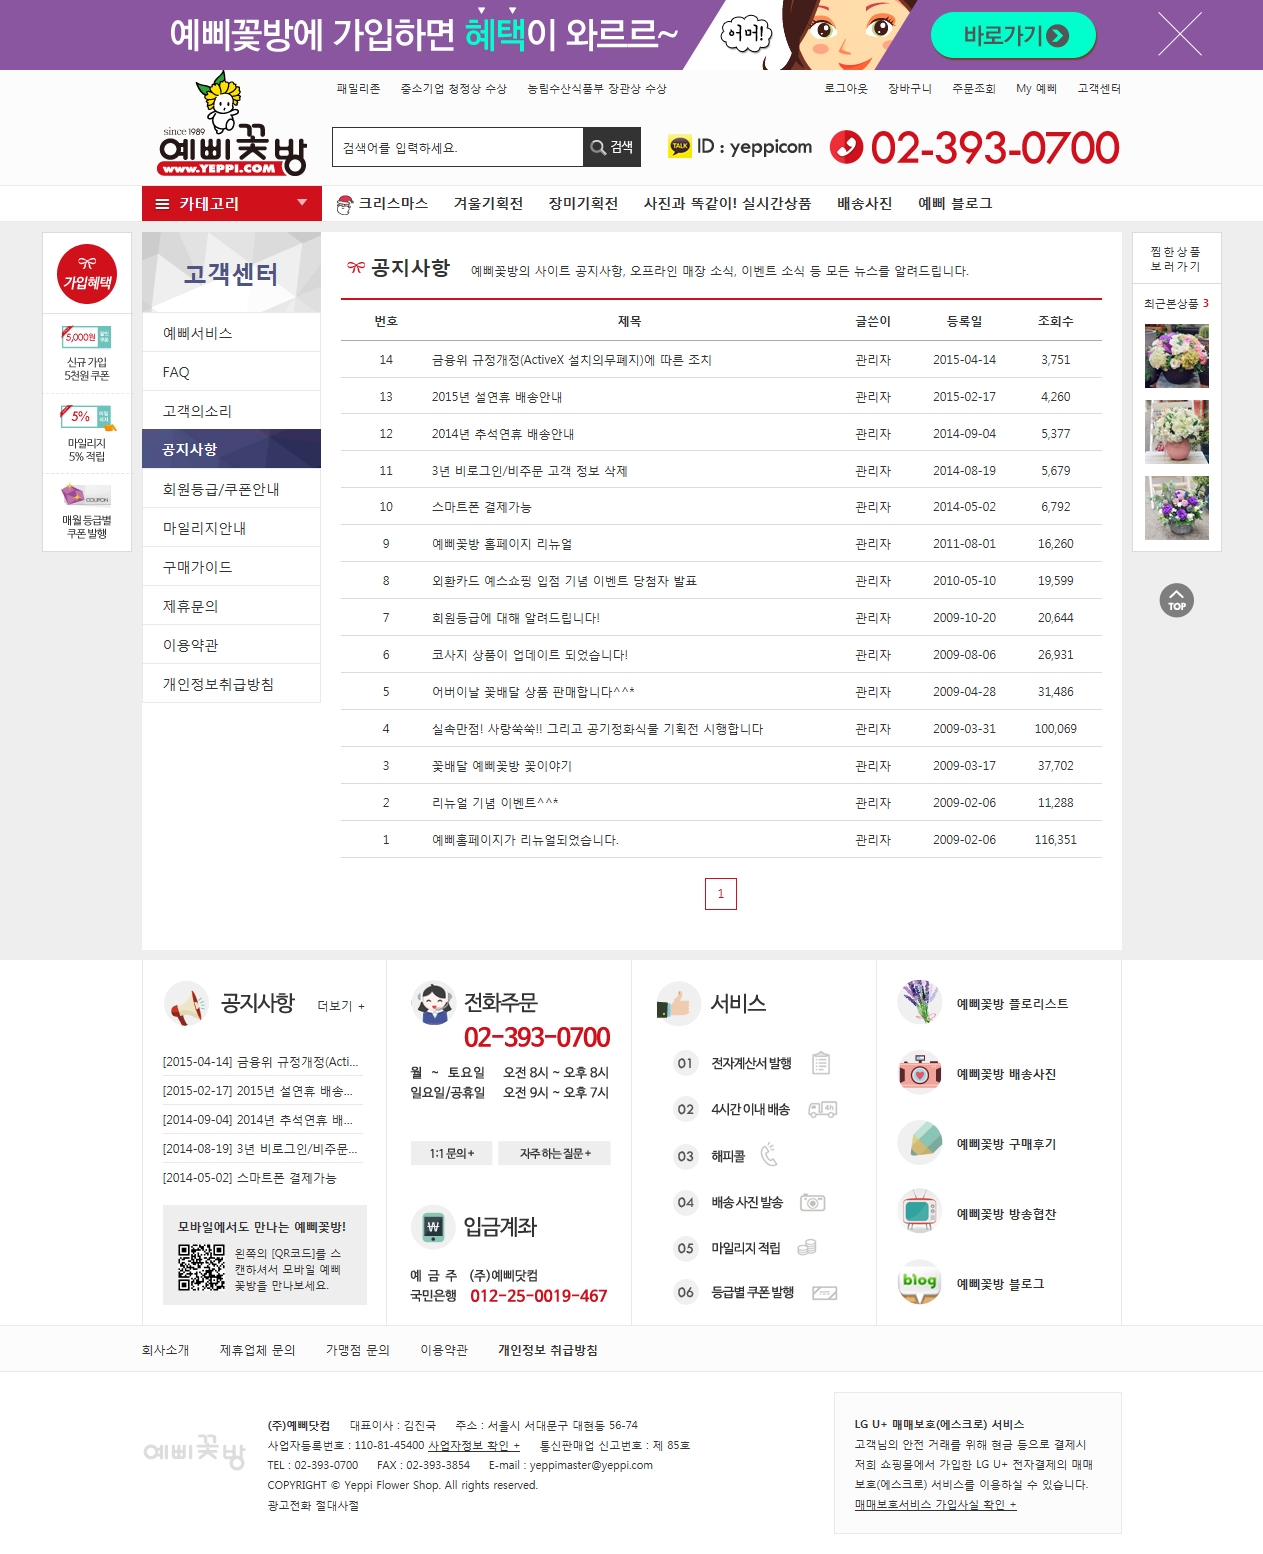 예삐꽃방에 가입하면 혜택이 와르르~
어머!
바로가기
패밀리존 중소기업 청정상 수상 농림수산식품부 장관상 수상
로그아웃 장바구니 주문조회 My 예삐 고객센터
since 1989
예삐꽃방
WWW.YEPPI.COM
검색어를 입력하세요.
검색
TALK
ID : yeppicom
02-393-0700
카테고리
크리스마스 겨울기획전 장미기획전 사진과 똑같이! 실시간상품 배송사진 예삐 블로그
가입혜택
5,000원
신규 가입
5천원 쿠폰
5%
마일리지
5% 적립
COUPON
매월 등급별
쿠폰 발행
고객센터
예삐서비스
FAQ
고객의소리
공지사항
회원등급/쿠폰안내
마일리지안내
구매가이드
제휴문의
이용약관
개인정보취급방침
공지사항 예삐꽃방의 사이트 공지사항, 오프라인 매장 소식, 이벤트 소식 등 모든 뉴스를 알려드립니다.
번호 제목 글쓴이 등록일 조회수
14 금융위 규정개정(ActiveX 설치의무폐지)에 따른 조치 관리자 2015-04-14 3,751
13 2015년 설연휴 배송안내 관리자 2015-02-17 4,260
12 2014년 추석연휴 배송안내 관리자 2014-09-04 5,377
11 3년 비로그인/비주문 고객 정보 삭제 관리자 2014-08-19 5,679
10 스마트폰 결제가능 관리자 2014-05-02 6,792
9 예삐꽃방 홈페이지 리뉴얼 관리자 2011-08-01 16,260
8 외환카드 예스쇼핑 입점 기념 이벤트 당첨자 발표 관리자 2010-05-10 19,599
7 회원등급에 대해 알려드립니다! 관리자 2009-10-20 20,644
6 코사지 상품이 업데이트 되었습니다! 관리자 2009-08-06 26,931
5 어버이날 꽃배달 상품 판매합니다^^* 관리자 2009-04-28 31,486
4 실속만점! 사랑쑥쑥!! 그리고 공기정화식물 기획전 시행합니다 관리자 2009-03-31 100,069
3 꽃배달 예삐꽃방 꽃이야기 관리자 2009-03-17 37,702
2 리뉴얼 기념 이벤트^^* 관리자 2009-02-06 11,288
1 예삐홈페이지가 리뉴얼되었습니다. 관리자 2009-02-06 116,351
1
찜한상품
보러가기
최근본상품 3
TOP
공지사항 더보기 +
[2015-04-14] 금융위 규정개정(Acti...
[2015-02-17] 2015년 설연휴 배송...
[2014-09-04] 2014년 추석연휴 배...
[2014-08-19] 3년 비로그인/비주문...
[2014-05-02] 스마트폰 결제가능
모바일에서도 만나는 예삐꽃방!
왼쪽의 [QR코드]를 스
캔하셔서 모바일 예삐
꽃방을 만나보세요.
전화주문
02-393-0700
월 ~ 토요일 오전 8시 ~ 오후 8시
일요일/공휴일 오전 9시 ~ 오후 7시
1:1 문의 +
자주 하는 질문 +
입금계좌
예 금 주 (주)예삐닷컴
국민은행 012-25-0019-467
서비스
01 전자계산서 발행
02 4시간 이내 배송
4h
03 해피콜
04 배송 사진 발송
05 마일리지 적립
06 등급별 쿠폰 발행
예삐꽃방 플로리스트
예삐꽃방 배송사진
예삐꽃방 구매후기
예삐꽃방 방송협찬
blog
예삐꽃방 블로그
회사소개 제휴업체 문의 가맹점 문의 이용약관 개인정보 취급방침
예삐꽃방
(주)예삐닷컴 대표이사 : 김진국 주소 : 서울시 서대문구 대현동 56-74
사업자등록번호 : 110-81-45400 사업자정보 확인 + 통신판매업 신고번호 : 제 85호
TEL : 02-393-0700 FAX : 02-393-3854 E-mail : yeppimaster@yeppi.com
COPYRIGHT © Yeppi Flower Shop. All rights reserved.
광고전화 절대사절
LG U+ 매매보호(에스크로) 서비스
고객님의 안전 거래를 위해 현금 등으로 결제시
저희 쇼핑몰에서 가입한 LG U+ 전자결제의 매매
보호(에스크로) 서비스를 이용하실 수 있습니다.
매매보호서비스 가입사실 확인 +